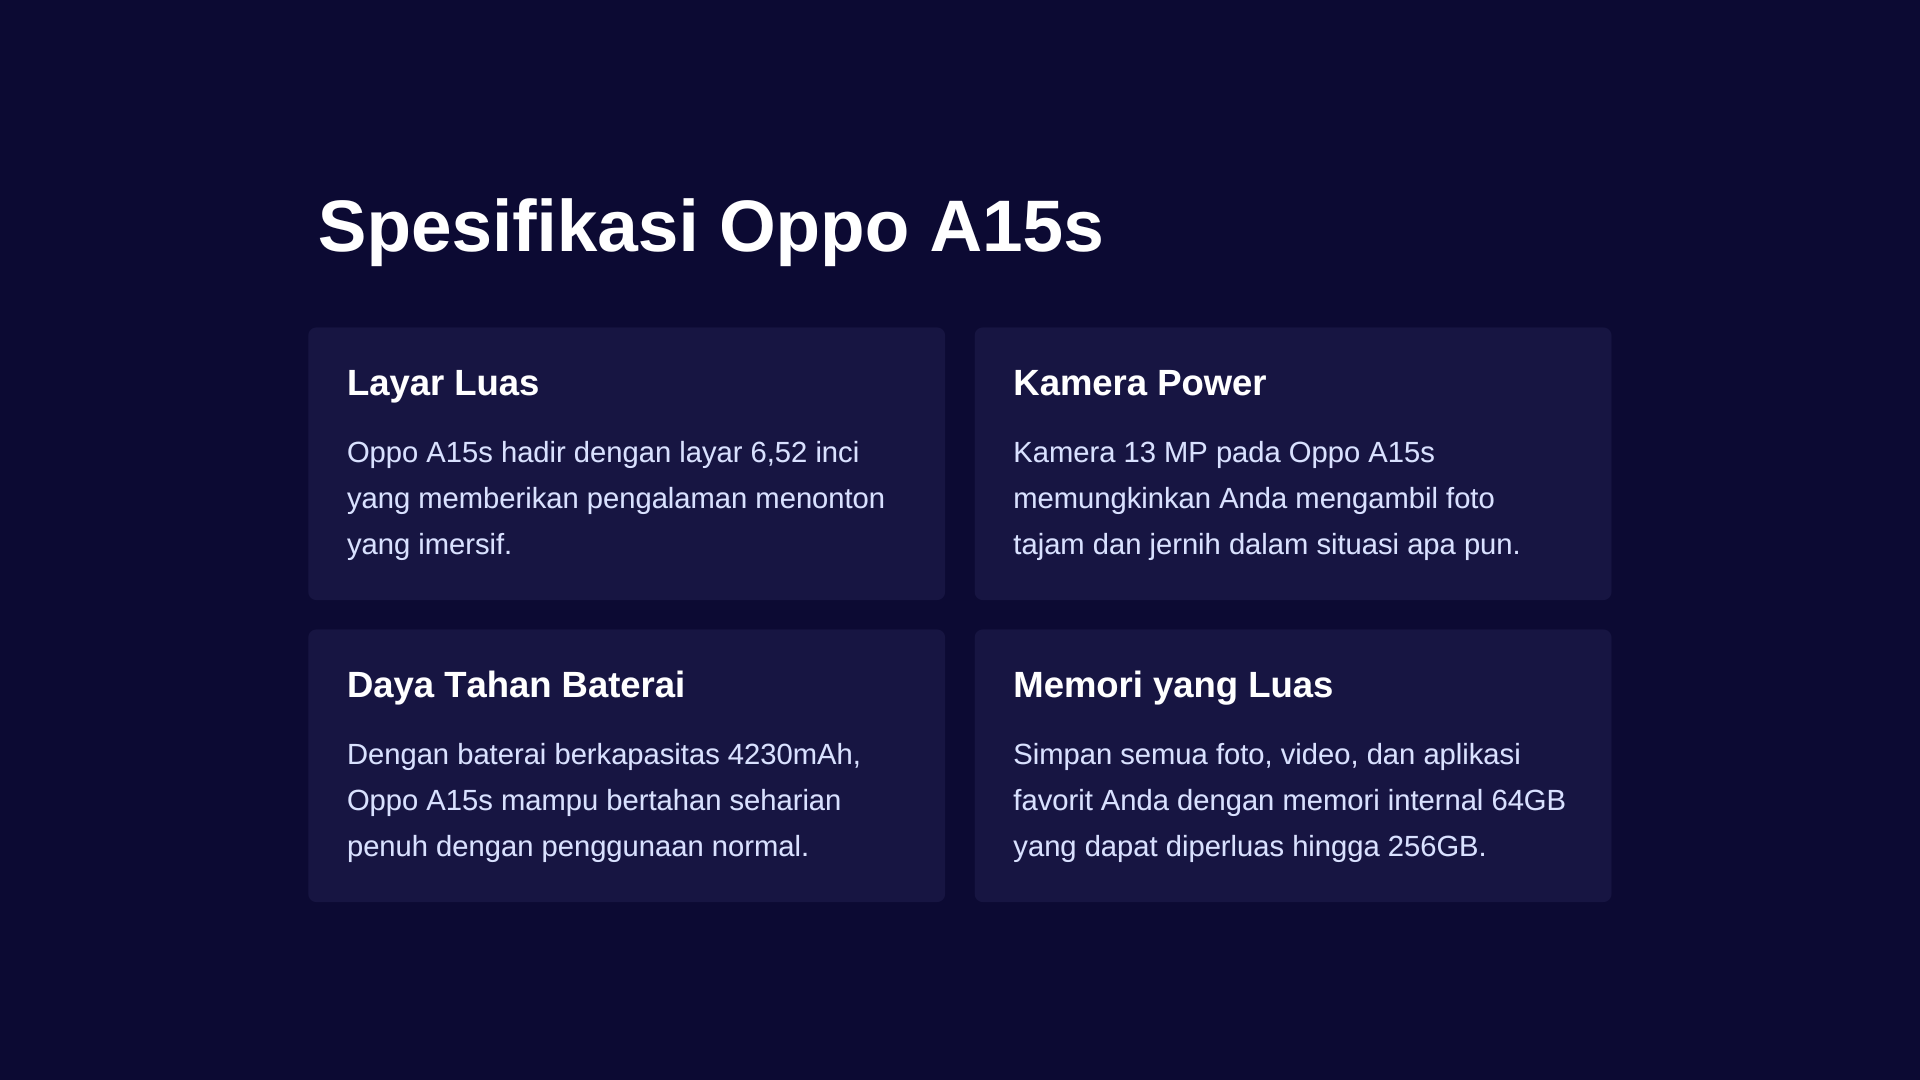 Spesifikasi Oppo A15s
Layar Luas
Oppo A15s hadir dengan layar 6,52 inci
yang memberikan pengalaman menonton
yang imersif.
Kamera Power
Kamera 13 MP pada Oppo A15s
memungkinkan Anda mengambil foto
tajam dan jernih dalam situasi apa pun.
Daya Tahan Baterai
Dengan baterai berkapasitas 4230mAh,
Oppo A15s mampu bertahan seharian
penuh dengan penggunaan normal.
Memori yang Luas
Simpan semua foto, video, dan aplikasi
favorit Anda dengan memori internal 64GB
yang dapat diperluas hingga 256GB.